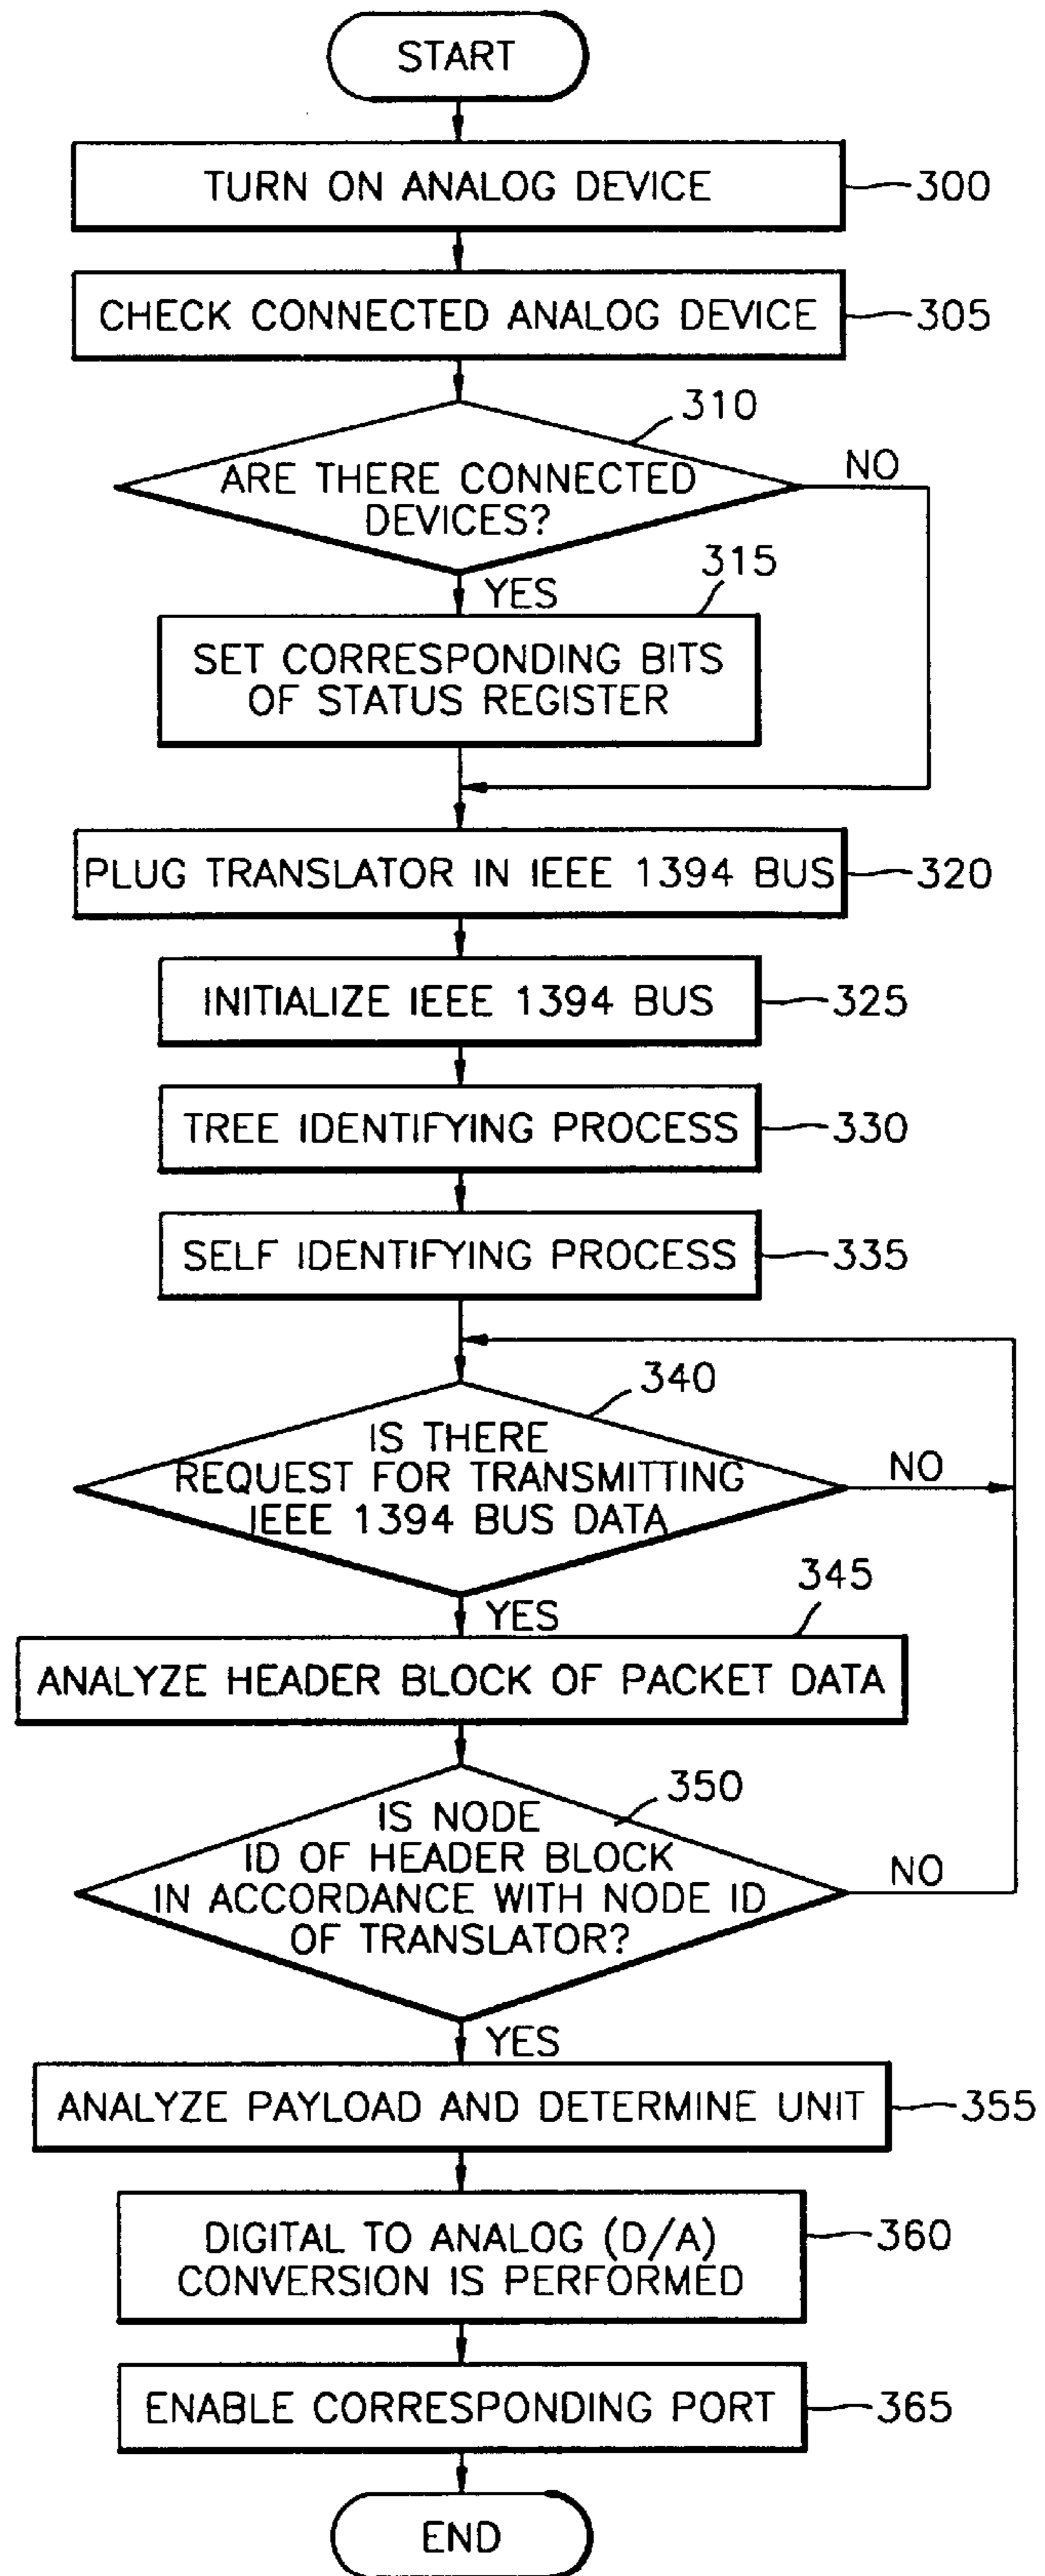 START
TURN ON ANALOG DEVICE
300
CHECK CONNECTED ANALOG DEVICE
305
310
ARE THERE CONNECTED
DEVICES?
NO
YES
315
SET CORRESPONDING BITS
OF STATUS REGISTER
PLUG TRANSLATOR IN IEEE 1394 BUS
320
INITIALIZE IEEE 1394 BUS
325
TREE IDENTIFYING PROCESS
330
SELF IDENTIFYING PROCESS
335
340
IS THERE
REQUEST FOR TRANSMITTING
IEEE 1394 BUS DATA
NO
YES
345
ANALYZE HEADER BLOCK OF PACKET DATA
350
IS NODE
ID OF HEADER BLOCK
IN ACCORDANCE WITH NODE ID
OF TRANSLATOR?
NO
YES
ANALYZE PAYLOAD AND DETERMINE UNIT
355
DIGITAL TO ANALOG (D/A)
CONVERSION IS PERFORMED
360
ENABLE CORRESPONDING PORT
365
END